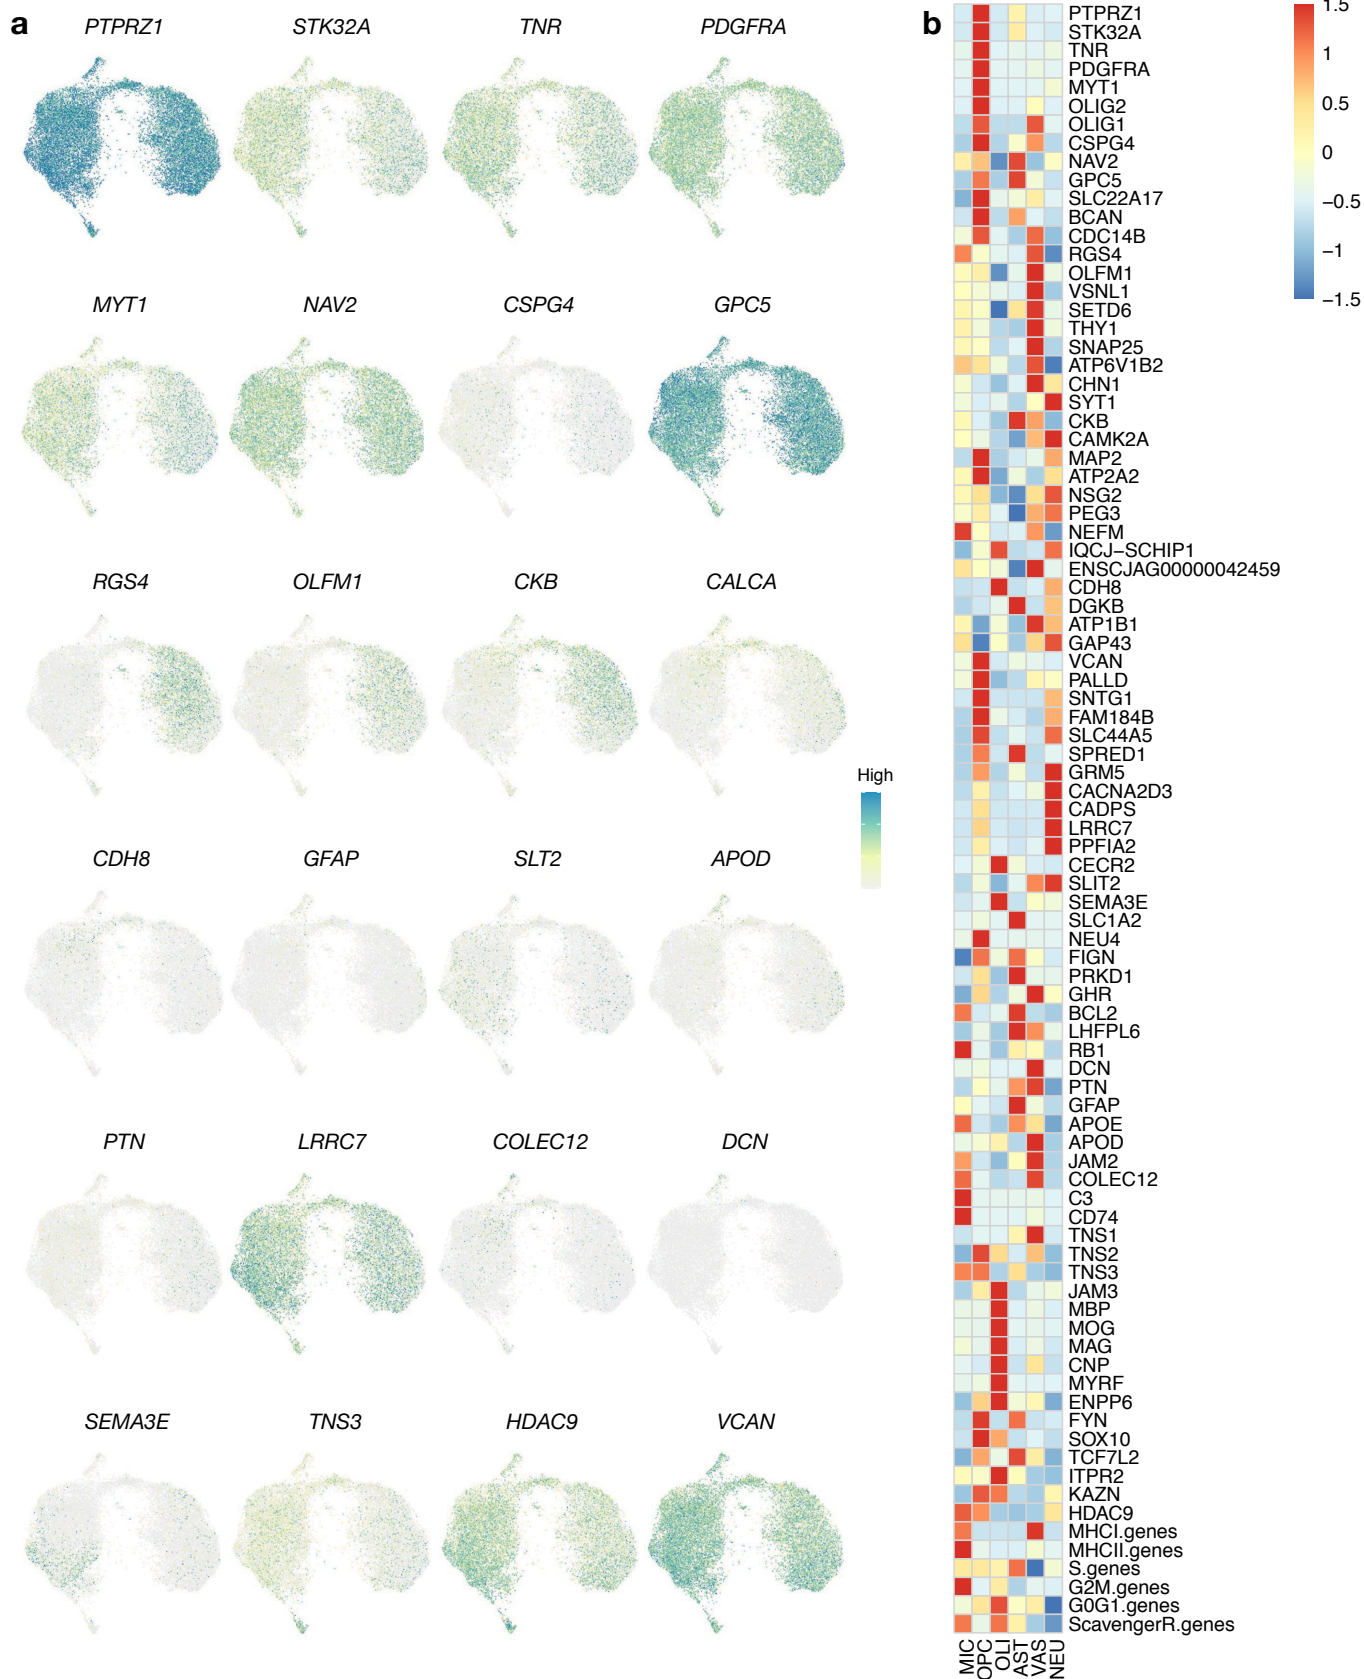 a
PTPRZ1 STK32A TNR PDGFRA
MYT1 NAV2 CSPG4 GPC5
RGS4 OLFM1 CKB CALCA
High
CDH8 GFAP SLT2 APOD
PTN LRRC7 COLEC12 DCN
SEMA3E TNS3 HDAC9 VCAN
b
PTPRZ1
STK32A
TNR
PDGFRA
MYT1
OLIG2
OLIG1
CSPG4
NAV2
GPC5
SLC22A17
BCAN
CDC14B
RGS4
OLFM1
VSNL1
SETD6
THY1
SNAP25
ATP6V1B2
CHN1
SYT1
CKB
CAMK2A
MAP2
ATP2A2
NSG2
PEG3
NEFM
IQCJ−SCHIP1
ENSCJAG00000042459
CDH8
DGKB
ATP1B1
GAP43
VCAN
PALLD
SNTG1
FAM184B
SLC44A5
SPRED1
GRM5
CACNA2D3
CADPS
LRRC7
PPFIA2
CECR2
SLIT2
SEMA3E
SLC1A2
NEU4
FIGN
PRKD1
GHR
BCL2
LHFPL6
RB1
DCN
PTN
GFAP
APOE
APOD
JAM2
COLEC12
C3
CD74
TNS1
TNS2
TNS3
JAM3
MBP
MOG
MAG
CNP
MYRF
ENPP6
FYN
SOX10
TCF7L2
ITPR2
KAZN
HDAC9
MHCI.genes
MHCII.genes
S.genes
G2M.genes
G0G1.genes
ScavengerR.genes
MIC OPC OLI AST VAS NEU
1.5
1
0.5
0
−0.5
−1
−1.5